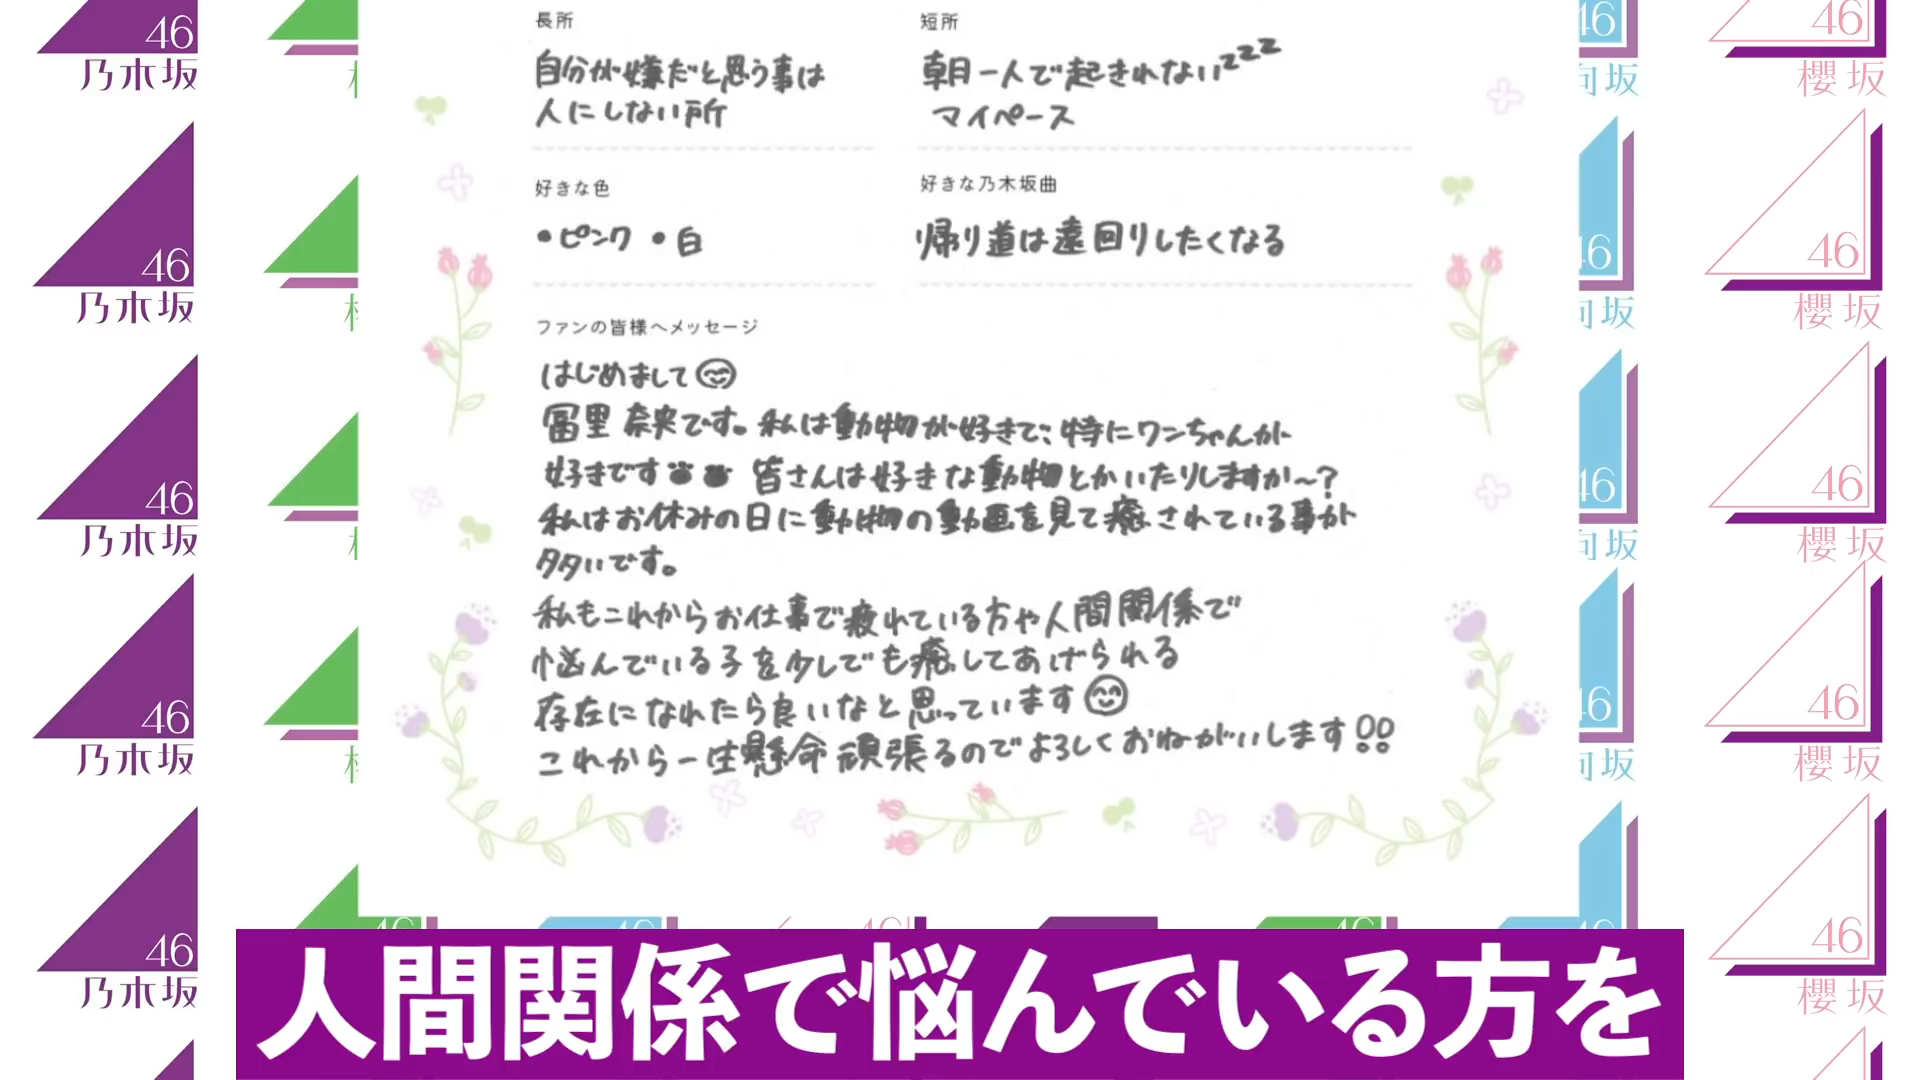 長所
自分が嫌だと思う事は
人にしない所
短所
朝一人で起きれないzzz
マイペース
好きな色
•ピンク •白
好きな乃木坂曲
帰り道は遠回りしたくなる
ファンの皆様へメッセージ
はじめまして
冨里 奈央です。私は動物が好きで、特にワンちゃんが
好きです 皆さんは好きな動物とかいたりしますか〜?
私はお休みの日に動物の動画を見て癒されている事が
多いです。
私もこれからお仕事で疲れている方や人間関係で
悩んでいる子を少しでも癒してあげられる
存在になれたら良いなと思っています
これから一生懸命頑張るのでよろしくおねがいします!!
人間関係で悩んでいる方を
46
乃木坂
46
乃木坂
46
乃木坂
46
乃木坂
46
乃木坂
46
向坂
46
向坂
46
向坂
46
向坂
46
46
櫻坂
46
櫻坂
46
櫻坂
46
櫻坂
46
櫻坂